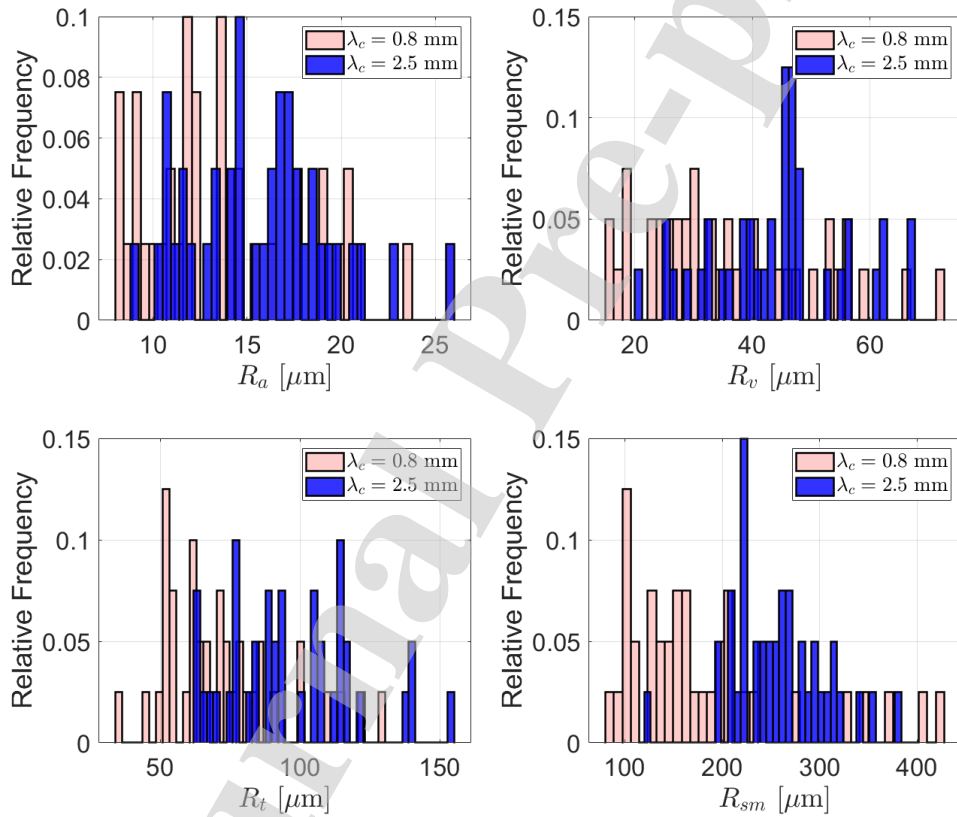 0.15
0.1
0.08
0.06
0.04
0.02
0
Relative Frequency
10 15 20 25
R_a [μm]
λ_c = 0.8 mm
λ_c = 2.5 mm
0.15
0.1
0.05
0
Relative Frequency
20 40 60
R_v [μm]
λ_c = 0.8 mm
λ_c = 2.5 mm
0.15
0.1
0.05
0
Relative Frequency
50 100 150
R_t [μm]
λ_c = 0.8 mm
λ_c = 2.5 mm
0.15
0.1
0.05
0
Relative Frequency
100 200 300 400
R_sm [μm]
λ_c = 0.8 mm
λ_c = 2.5 mm
urnal Pre-p